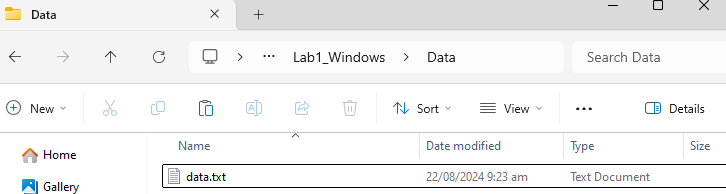 Data
Lab1_Windows Data Search Data
New Sort View Details
Name Date modified Type Size
Home
data.txt 22/08/2024 9:23 am Text Document
Gallery